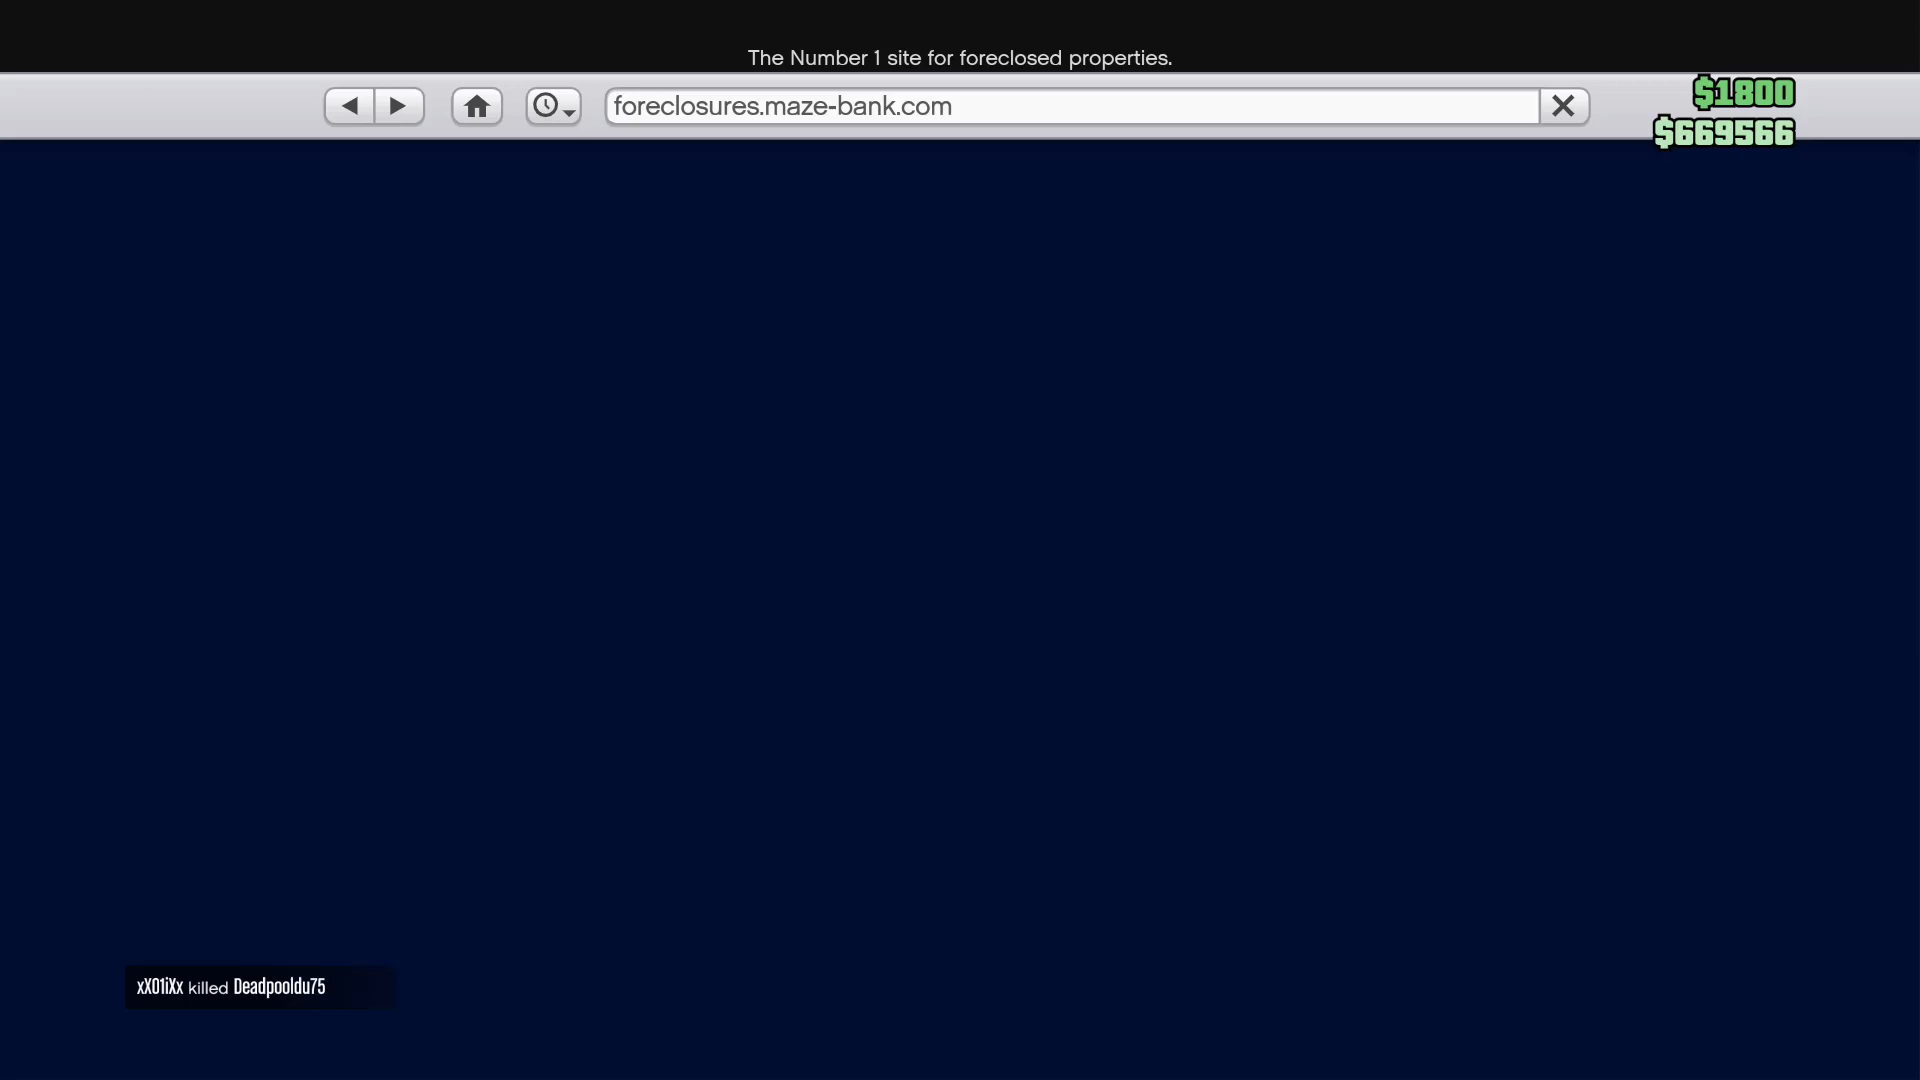 The Number 1 site for foreclosed properties.
foreclosures.maze-bank.com
$1800
$669566
xX01iXx killed Deadpooldu75